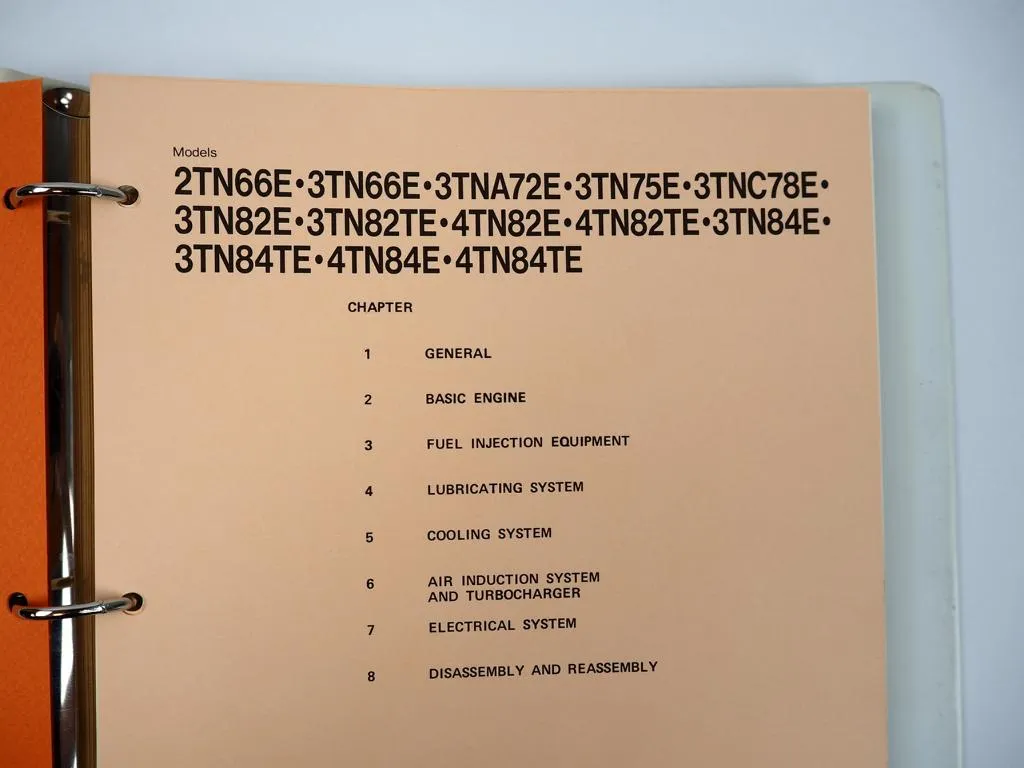 Models
2TN66E•3TN66E•3TNA72E•3TN75E•3TNC78E•
3TN82E•3TN82TE•4TN82E•4TN82TE•3TN84E•
3TN84TE•4TN84E•4TN84TE
CHAPTER
1 GENERAL
2 BASIC ENGINE
3 FUEL INJECTION EQUIPMENT
4 LUBRICATING SYSTEM
5 COOLING SYSTEM
6 AIR INDUCTION SYSTEM
AND TURBOCHARGER
7 ELECTRICAL SYSTEM
8 DISASSEMBLY AND REASSEMBLY